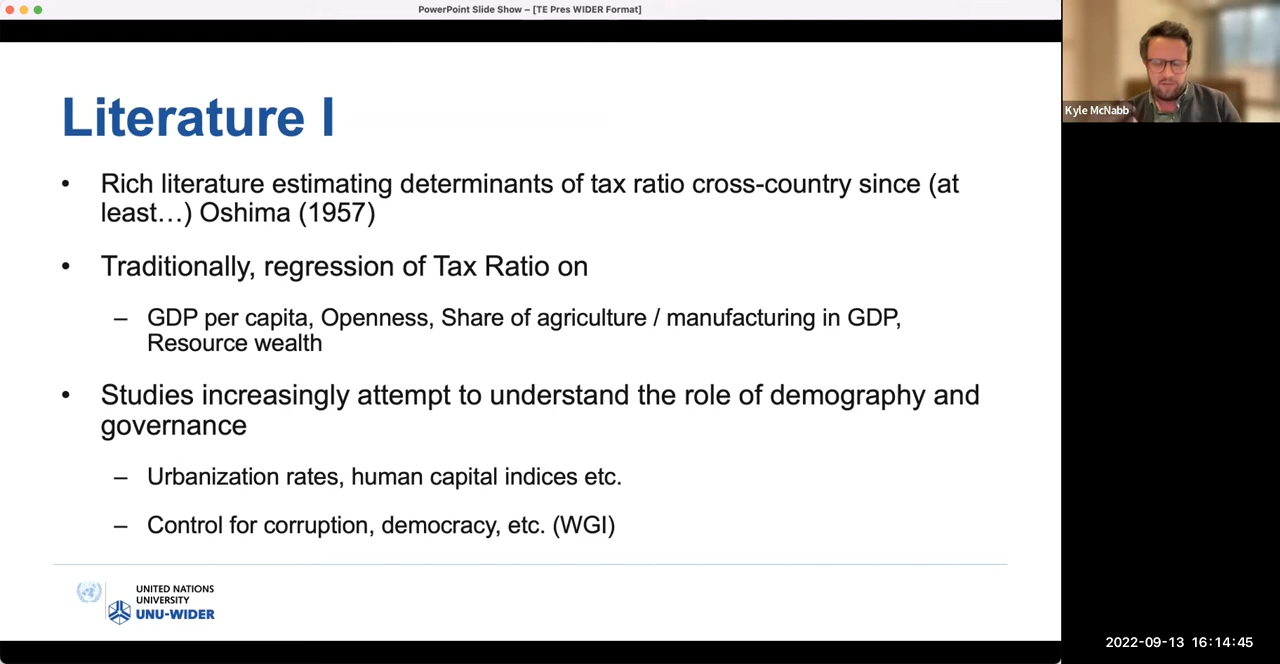 PowerPoint Slide Show – [TE Pres WIDER Format]
Kyle McNabb
Literature I
• Rich literature estimating determinants of tax ratio cross-country since (at
least…) Oshima (1957)
• Traditionally, regression of Tax Ratio on
– GDP per capita, Openness, Share of agriculture / manufacturing in GDP,
Resource wealth
• Studies increasingly attempt to understand the role of demography and
governance
– Urbanization rates, human capital indices etc.
– Control for corruption, democracy, etc. (WGI)
UNITED NATIONS
UNIVERSITY
UNU-WIDER
2022-09-13 16:14:45